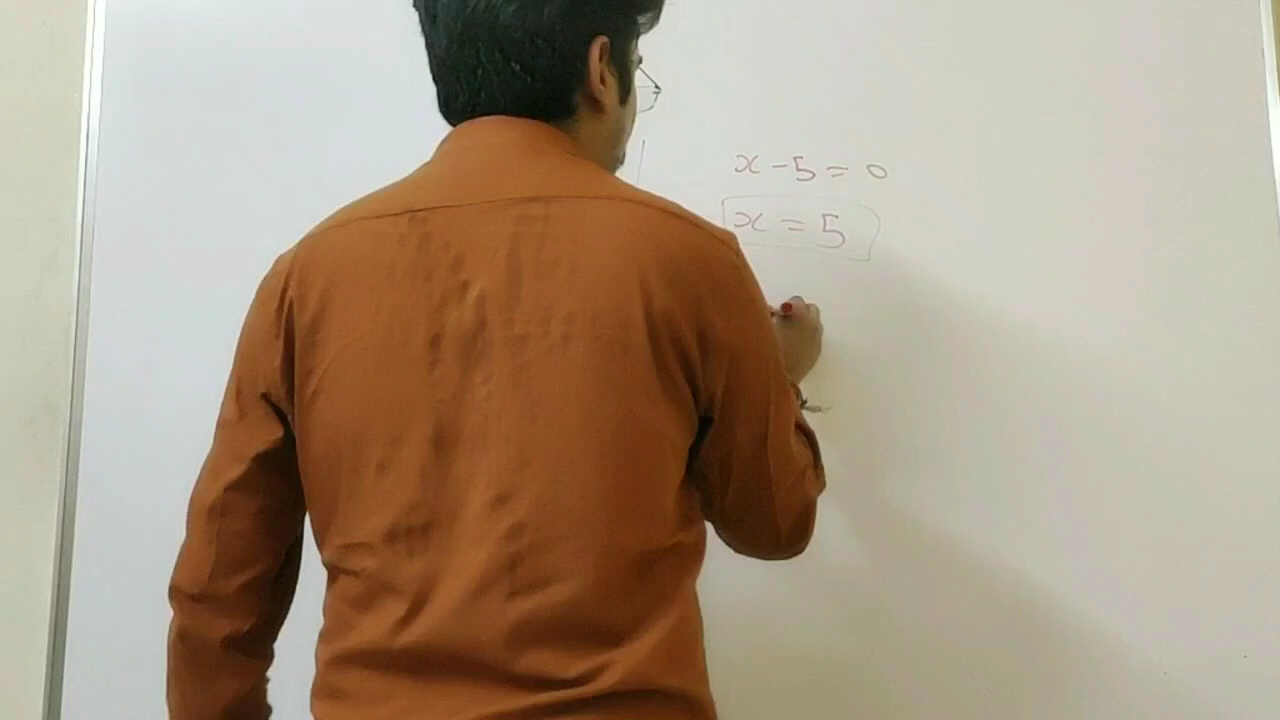 x - 5 = 0
x = 5